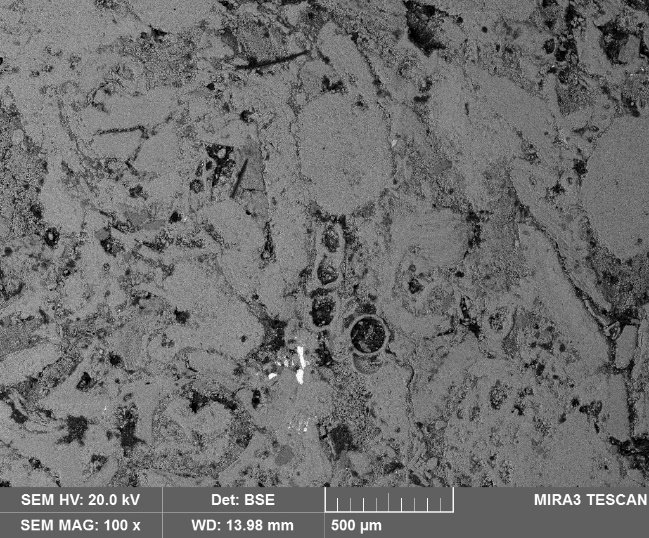 SEM HV: 20.0 kV Det: BSE MIRA3 TESCAN
SEM MAG: 100 x WD: 13.98 mm 500 µm